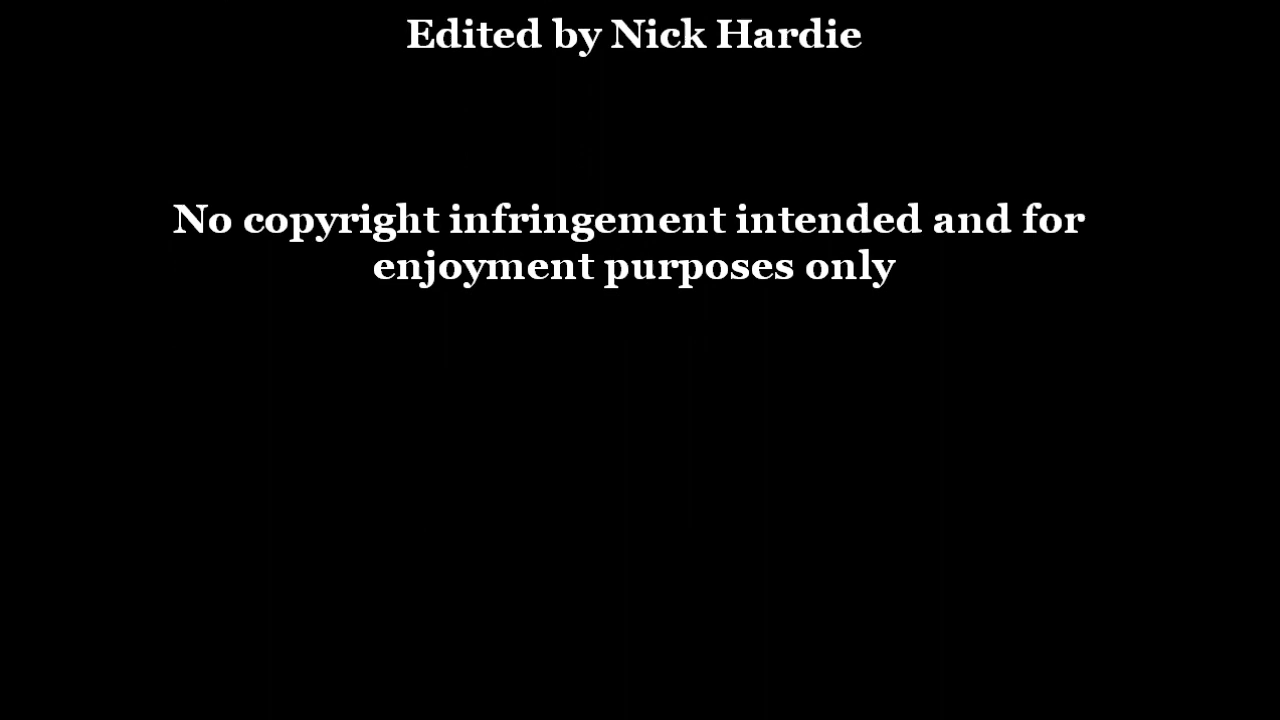 Edited by Nick Hardie
No copyright infringement intended and for
enjoyment purposes only